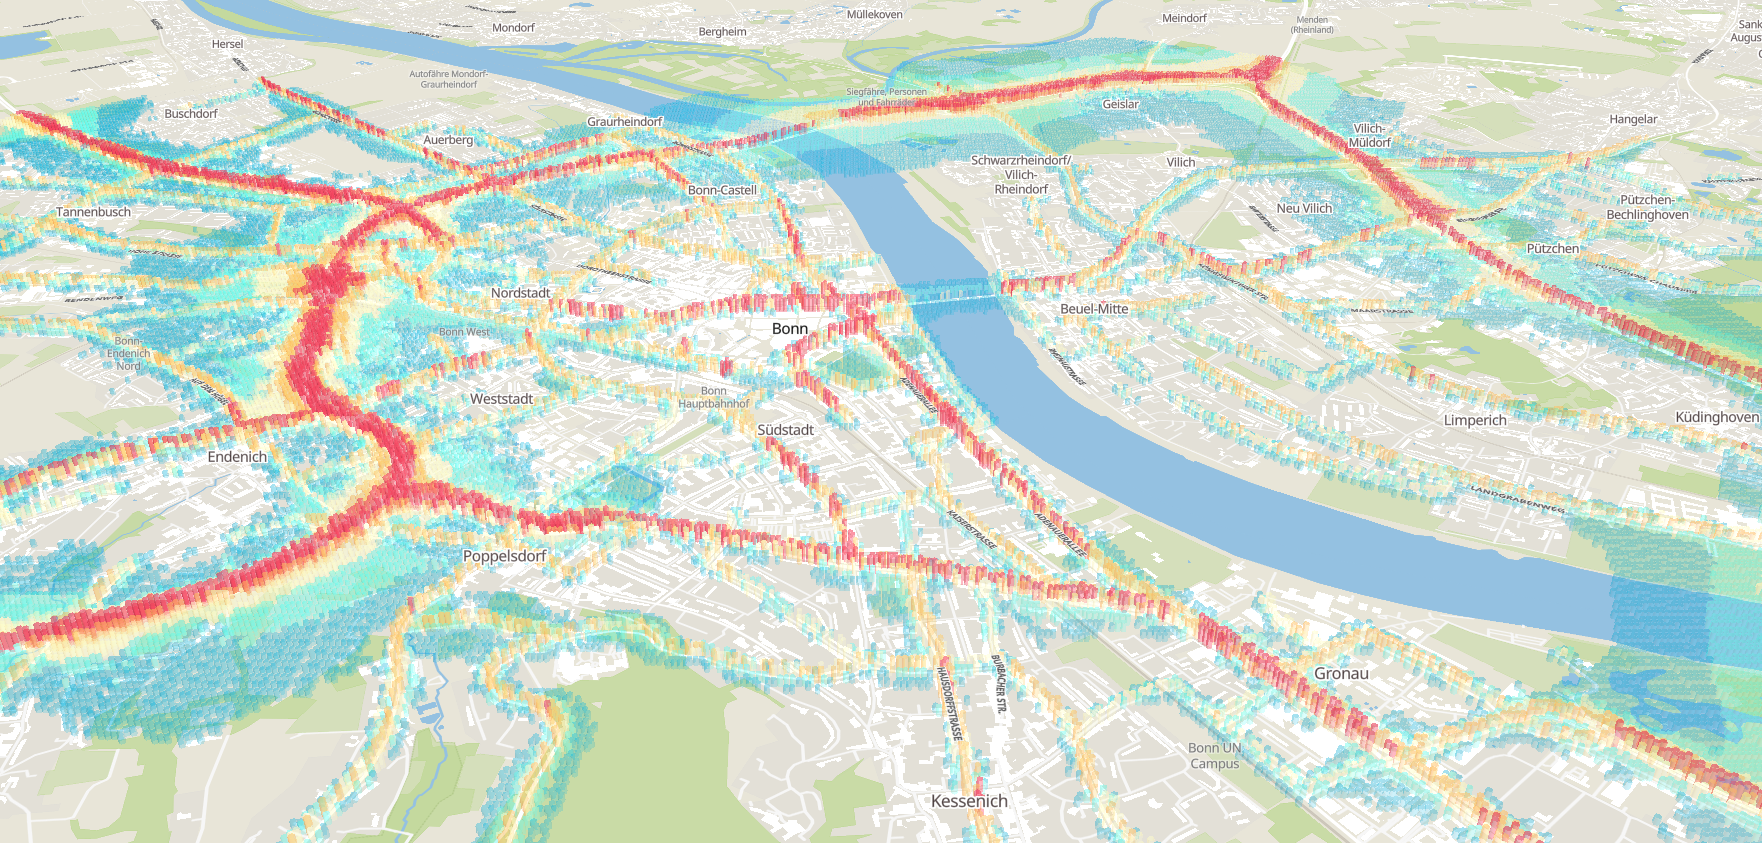 Müllekoven
Meindorf
Menden
(Rheinland)
Sank
Augus
Mondorf
Bergheim
Hersel
Autofähre Mondorf-
Graurheindorf
Siegfähre, Personen
und Fahrräder
Buschdorf
Graurheindorf
Geislar
Hangelar
Auerberg
Vilich-
Müldorf
Schwarzrheindorf/
Vilich-
Rheindorf
Vilich
Bonn-Castell
Tannenbusch
Neu Vilich
Pützchen-
Bechlinghoven
Pützchen
BENDENWEG
Nordstadt
Beuel-Mitte
Bonn
Bonn West
Bonn-
Endenich
Nord
Weststadt
Bonn
Hauptbahnhof
ADENAUERALLEE
Limperich
Küdinghoven
Südstadt
Endenich
LANDGRABENWEG
KAISERSTRASSE
ADENAUERALLEE
Poppelsdorf
HAUSDORFFSTRASSE
BURBACHER STR.
Gronau
Bonn UN
Campus
Kessenich